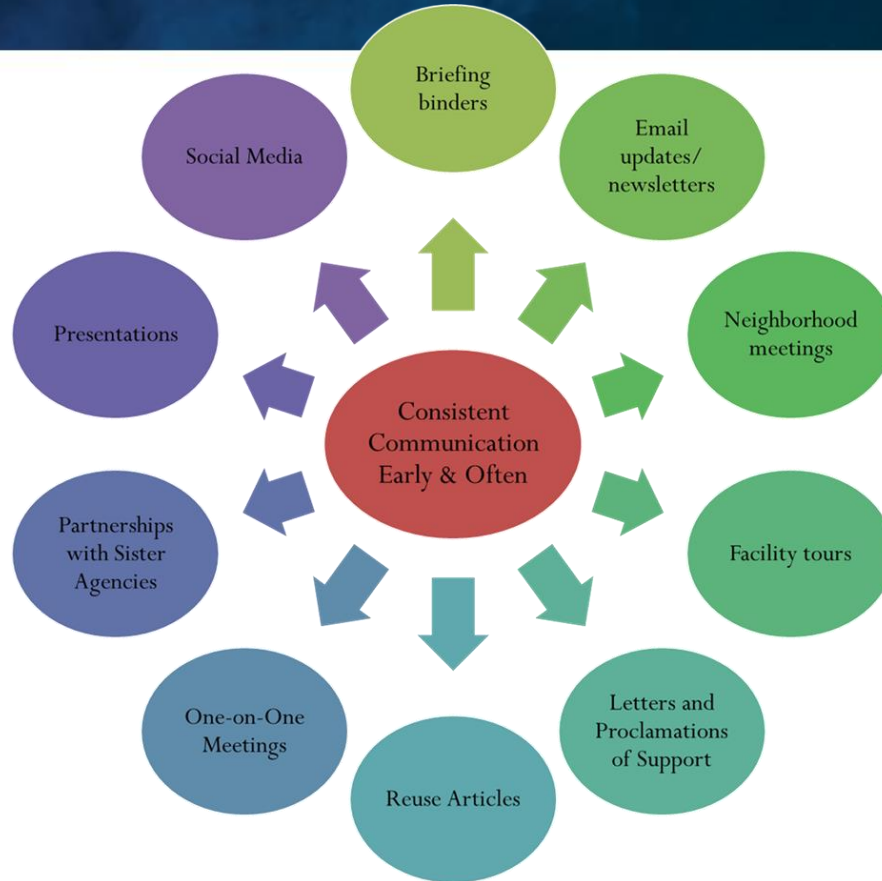 Briefing
binders
Email
updates/
newsletters
Neighborhood
meetings
Facility tours
Letters and
Proclamations
of Support
Reuse Articles
One-on-One
Meetings
Partnerships
with Sister
Agencies
Presentations
Social Media
Consistent
Communication
Early & Often